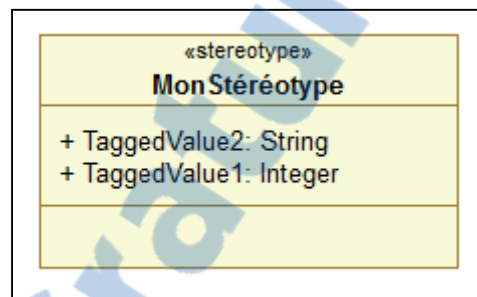 «stereotype»
MonStéréotype
+ TaggedValue2: String
+ TaggedValue1: Integer